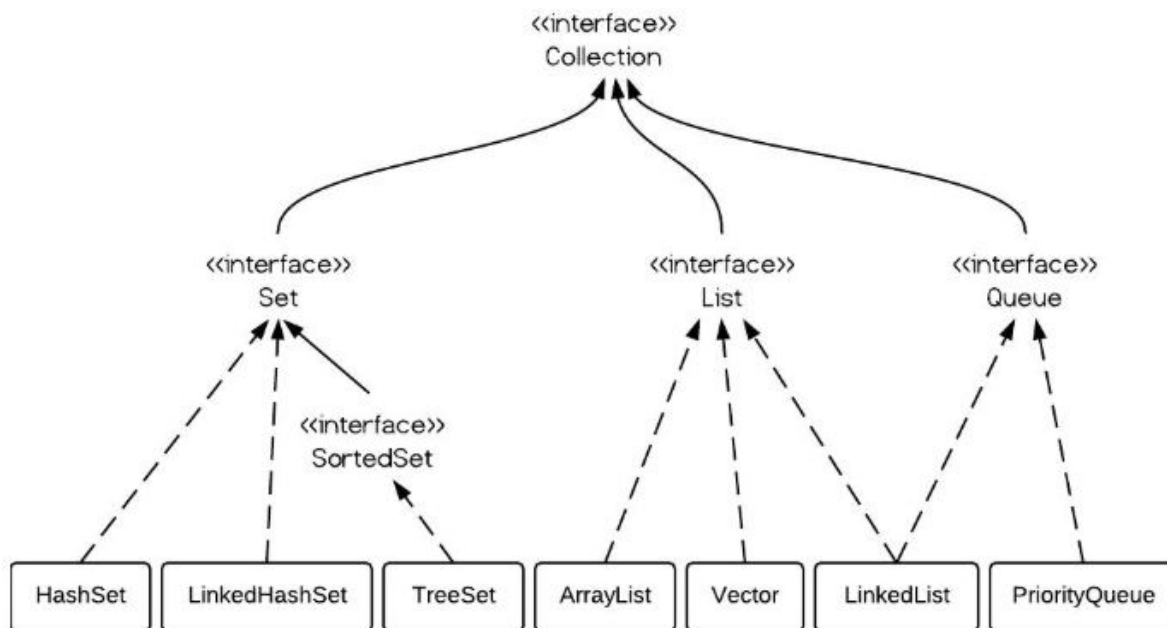 <<interface>>
Collection
<<interface>>
Set
<<interface>>
List
<<interface>>
Queue
<<interface>>
SortedSet
HashSet
LinkedHashSet
TreeSet
ArrayList
Vector
LinkedList
PriorityQueue